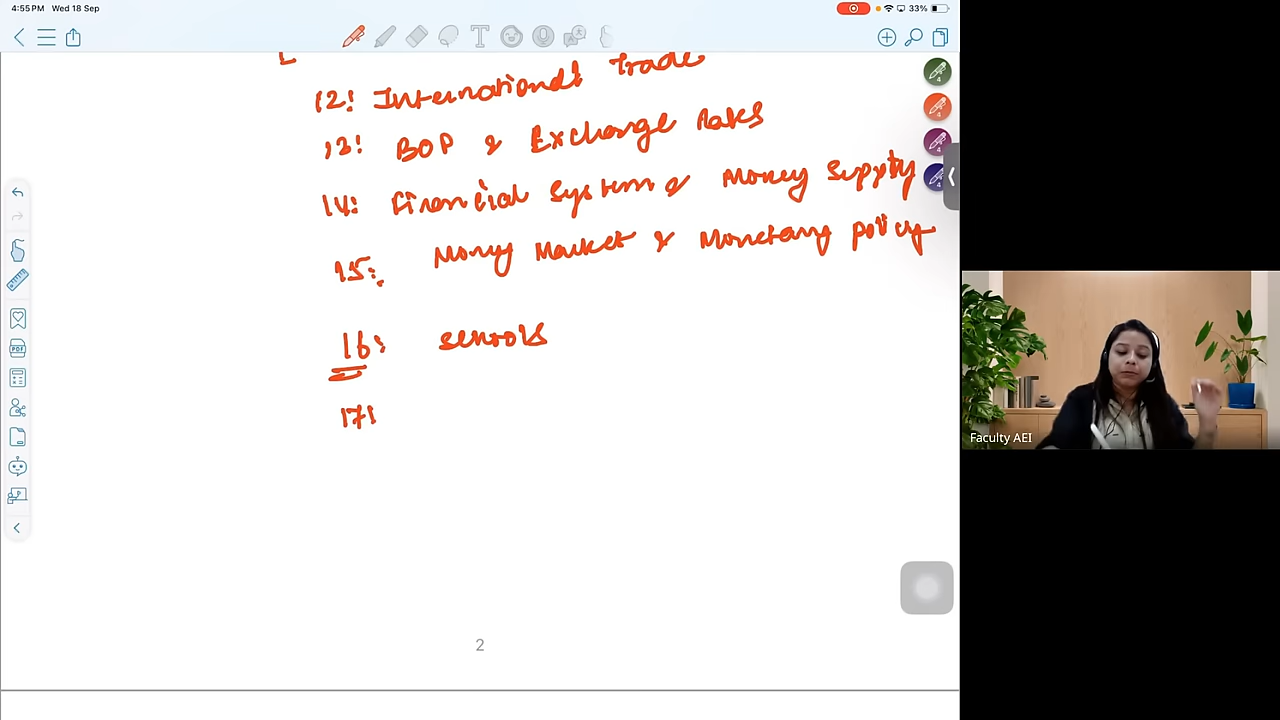 4:55 PM Wed 18 Sep
33%
12: International Trade
13: BOP & Exchange Rates
14: Financial System & Money Supply
15: Money Market & Monetary policy
16:
17:
2
Faculty AEI